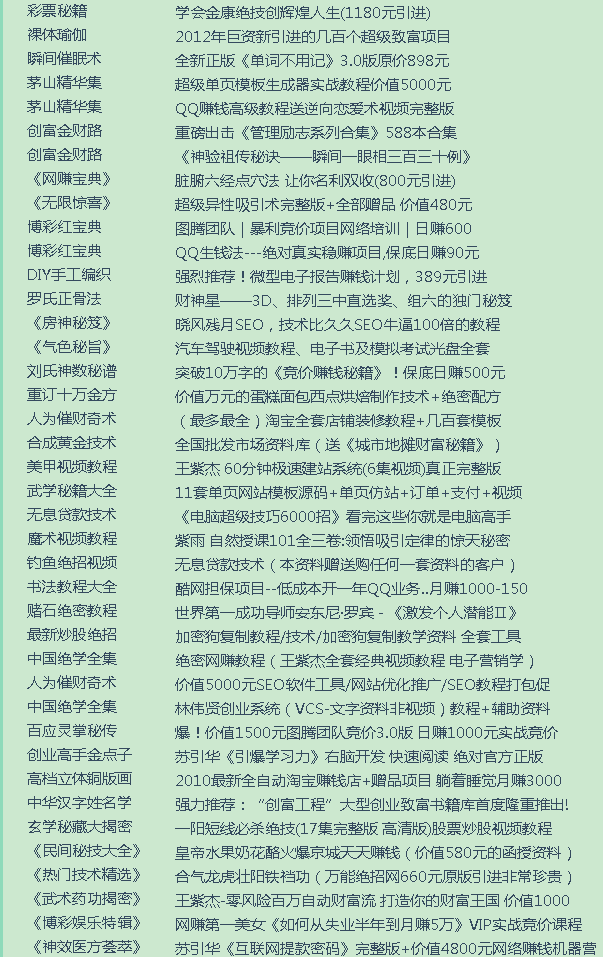 彩票秘籍 学会金康绝技创辉煌人生(1180元引进)
裸体瑜伽 2012年巨资新引进的几百个超级致富项目
瞬间催眠术 全新正版《单词不用记》3.0版原价898元
茅山精华集 超级单页模板生成器实战教程价值5000元
茅山精华集 QQ赚钱高级教程送逆向恋爱术视频完整版
创富金财路 重磅出击《管理励志系列合集》588本合集
创富金财路 《神验祖传秘诀——瞬间一眼相三百三十例》
《网赚宝典》 脏腑六经点穴法 让你名利双收(800元引进)
《无限惊喜》 超级异性吸引术完整版+全部赠品 价值480元
博彩红宝典 图腾团队｜暴利竞价项目网络培训｜日赚600
博彩红宝典 QQ生钱法---绝对真实稳赚项目,保底日赚90元
DIY手工编织 强烈推荐！微型电子报告赚钱计划，389元引进
罗氏正骨法 财神星——3D、排列三中直选奖、组六的独门秘笈
《房神秘笈》 晓风残月SEO，技术比久久SEO牛逼100倍的教程
《气色秘旨》 汽车驾驶视频教程、电子书及模拟考试光盘全套
刘氏神数秘谱 突破10万字的《竞价赚钱秘籍》！保底日赚500元
重订十万金方 价值万元的蛋糕面包西点烘焙制作技术+绝密配方
人为催财奇术 （最多最全）淘宝全套店铺装修教程+几百套模板
合成黄金技术 全国批发市场资料库（送《城市地摊财富秘籍》）
美甲视频教程 王紫杰 60分钟极速建站系统(6集视频)真正完整版
武学秘籍大全 11套单页网站模板源码+单页仿站+订单+支付+视频
无息贷款技术 《电脑超级技巧6000招》看完这些你就是电脑高手
魔术视频教程 紫雨 自然授课101全三卷:领悟吸引定律的惊天秘密
钓鱼绝招视频 无息贷款技术（本资料赠送购任何一套资料的客户）
书法教程大全 酷网担保项目--低成本开一年QQ业务..月赚1000-150
赌石绝密教程 世界第一成功导师安东尼·罗宾 - 《激发个人潜能Ⅱ》
最新炒股绝招 加密狗复制教程/技术/加密狗复制教学资料 全套工具
中国绝学全集 绝密网赚教程（王紫杰全套经典视频教程 电子营销学）
人为催财奇术 价值5000元SEO软件工具/网站优化推广/SEO教程打包促
中国绝学全集 林伟贤创业系统（VCS-文字资料非视频）教程+辅助资料
百应灵掌秘传 爆！价值1500元图腾团队竞价3.0版 日赚1000元实战竞价
创业高手金点子 苏引华《引爆学习力》右脑开发 快速阅读 绝对官方正版
高档立体铜版画 2010最新全自动淘宝赚钱店+赠品项目 躺着睡觉月赚3000
中华汉字姓名学 强力推荐：“创富工程”大型创业致富书籍库首度隆重推出!
玄学秘藏大揭密 一阳短线必杀绝技(17集完整版 高清版)股票炒股视频教程
《民间秘技大全》 皇帝水果奶花酪火爆京城天天赚钱（价值580元的函授资料）
《热门技术精选》 合气龙虎壮阳铁裆功（万能绝招网660元原版引进非常珍贵）
《武术药功揭密》 王紫杰-零风险百万自动财富流 打造你的财富王国 价值1000
《博彩娱乐特辑》 网赚第一美女《如何从失业半年到月赚5万》VIP实战竞价课程
《神效医方荟萃》 苏引华《互联网提款密码》完整版+价值4800元网络赚钱机器营